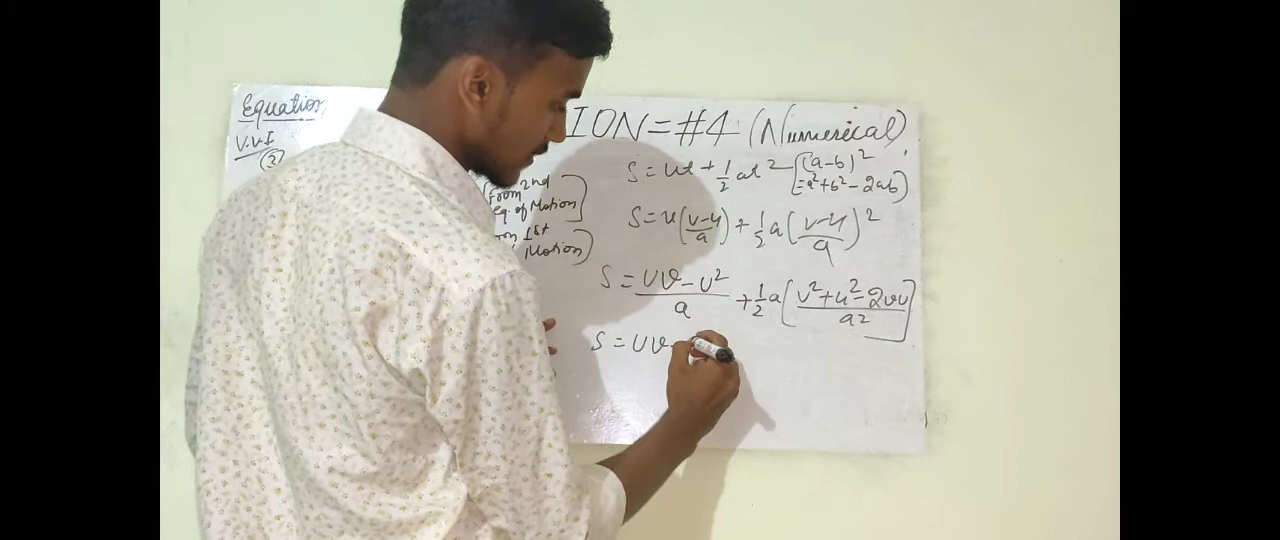 Equation
V.V.I
②
ION = #4 (Numerical)
S = ut + 1/2 at² [(a-b)²
= a²+b²-2ab)
(From 2nd
eq. of Motion)
1st
Motion)
S = u(v-u/a) + 1/2 a(v-u/a)²
S = uv-u²/a + 1/2 a[v²+u²-2vu/a²]
S = uv-